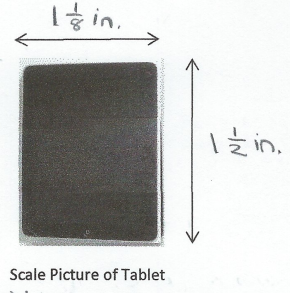 1 1/8 in.
1 1/2 in.
Scale Picture of Tablet